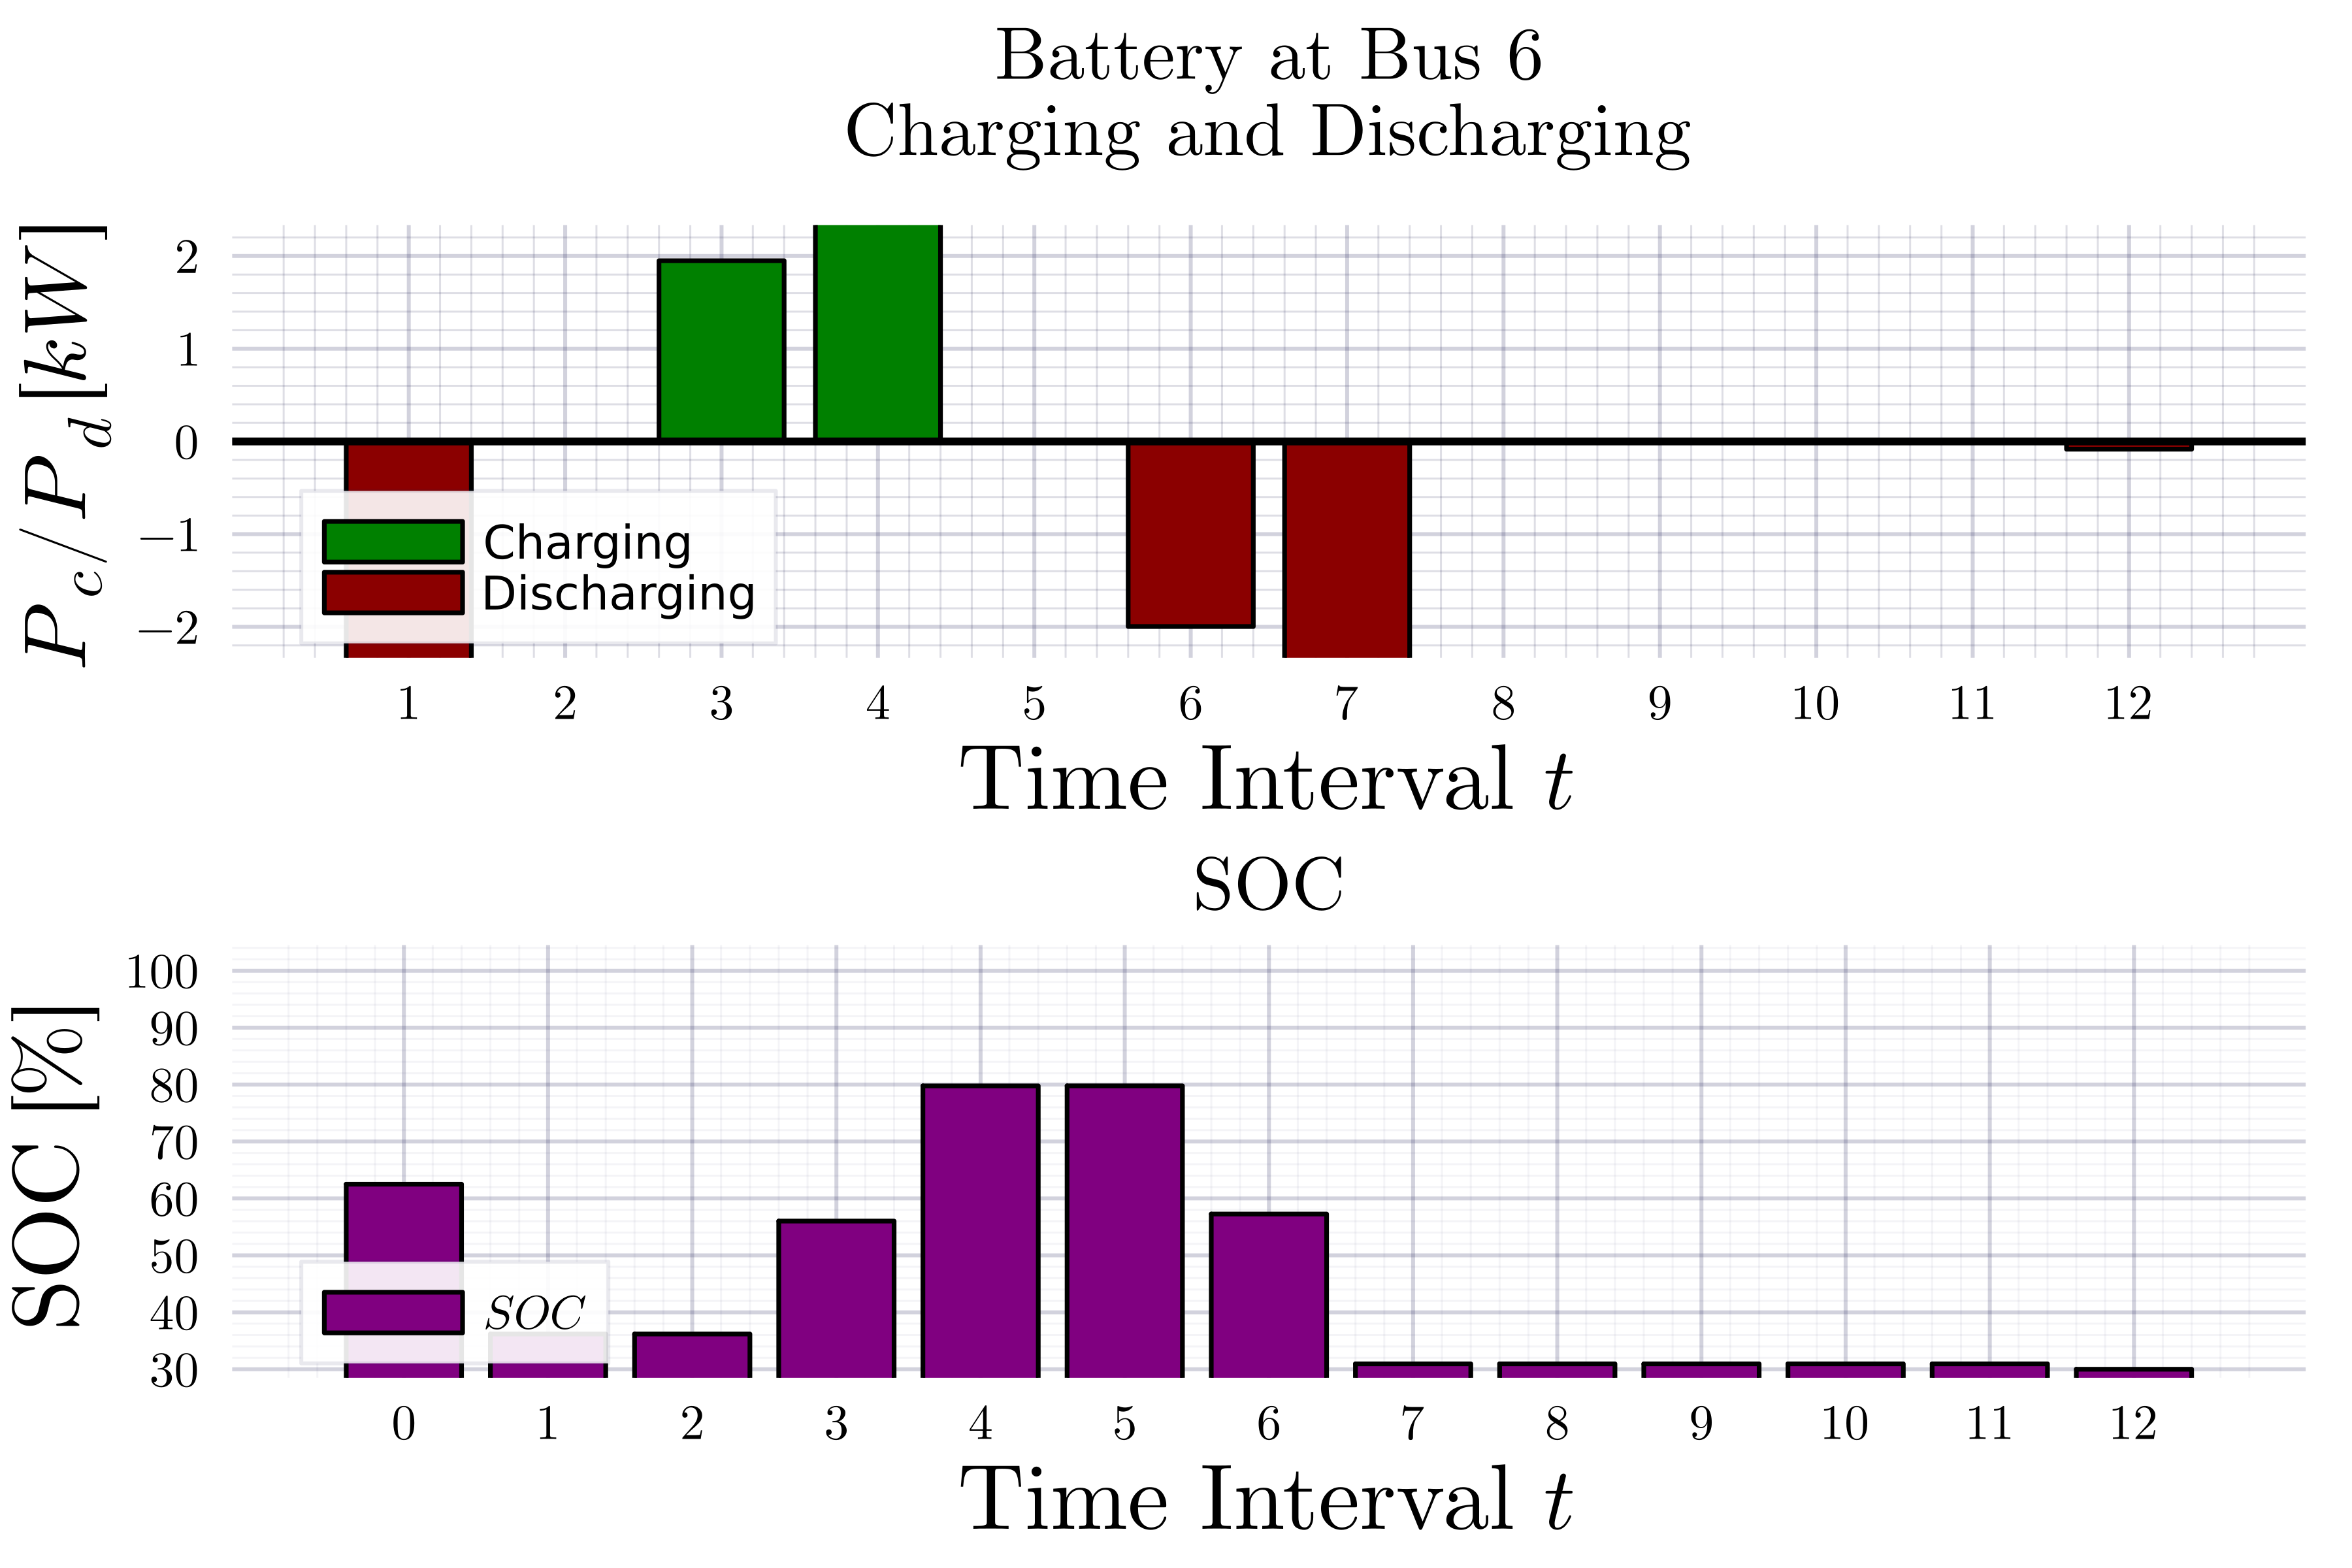 Battery at Bus 6
Charging and Discharging
P_c/P_d [kW]
2
1
0
−1
−2
Charging
Discharging
1 2 3 4 5 6 7 8 9 10 11 12
Time Interval t
SOC
SOC [%]
100
90
80
70
60
50
40
30
SOC
0 1 2 3 4 5 6 7 8 9 10 11 12
Time Interval t